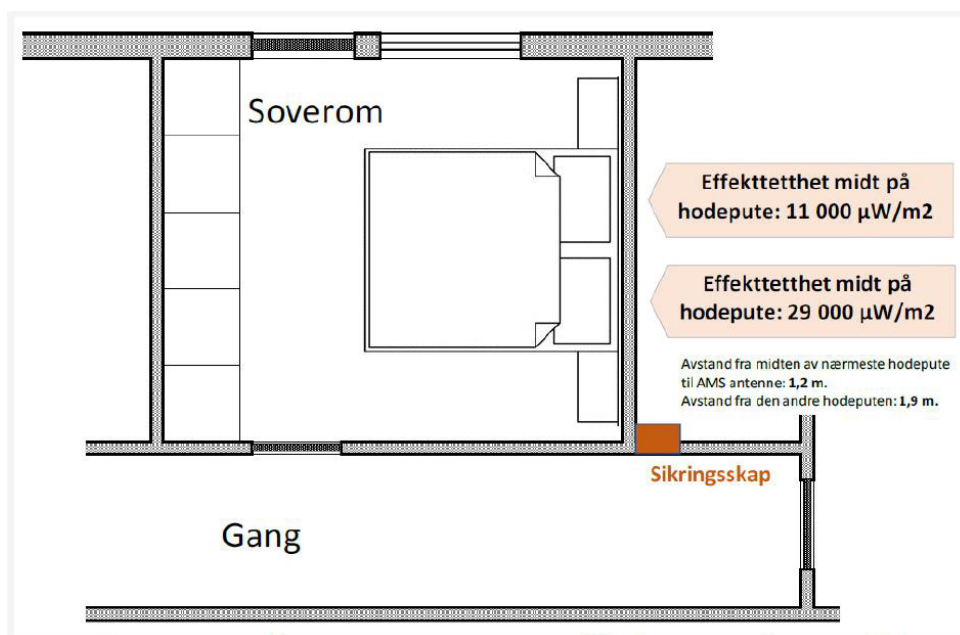 Soverom
Effekttetthet midt på
hodepute: 11 000 µW/m2
Effekttetthet midt på
hodepute: 29 000 µW/m2
Avstand fra midten av nærmeste hodepute
til AMS antenne: 1,2 m.
Avstand fra den andre hodeputen: 1,9 m.
Sikringsskap
Gang